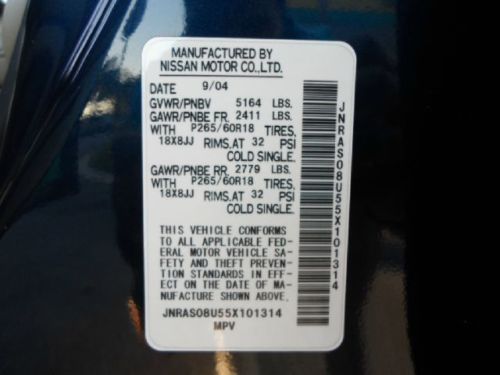 MANUFACTURED BY
NISSAN MOTOR CO.,LTD.
DATE 9/04
GVWR/PNBV 5164 LBS.
GAWR/PNBE FR. 2411 LBS.
WITH P265/60R18 TIRES,
18X8JJ RIMS,AT 32 PSI
COLD SINGLE.
GAWR/PNBE RR. 2779 LBS.
WITH P265/60R18 TIRES,
18X8JJ RIMS,AT 32 PSI
COLD SINGLE.
THIS VEHICLE CONFORMS
TO ALL APPLICABLE FED-
ERAL MOTOR VEHICLE SA-
FETY AND THEFT PREVEN-
TION STANDARDS IN EFF-
ECT ON THE DATE OF MA-
NUFACTURE SHOWN ABOVE.
JNRAS08U55X101314
MPV
JNRAS08U55X101314